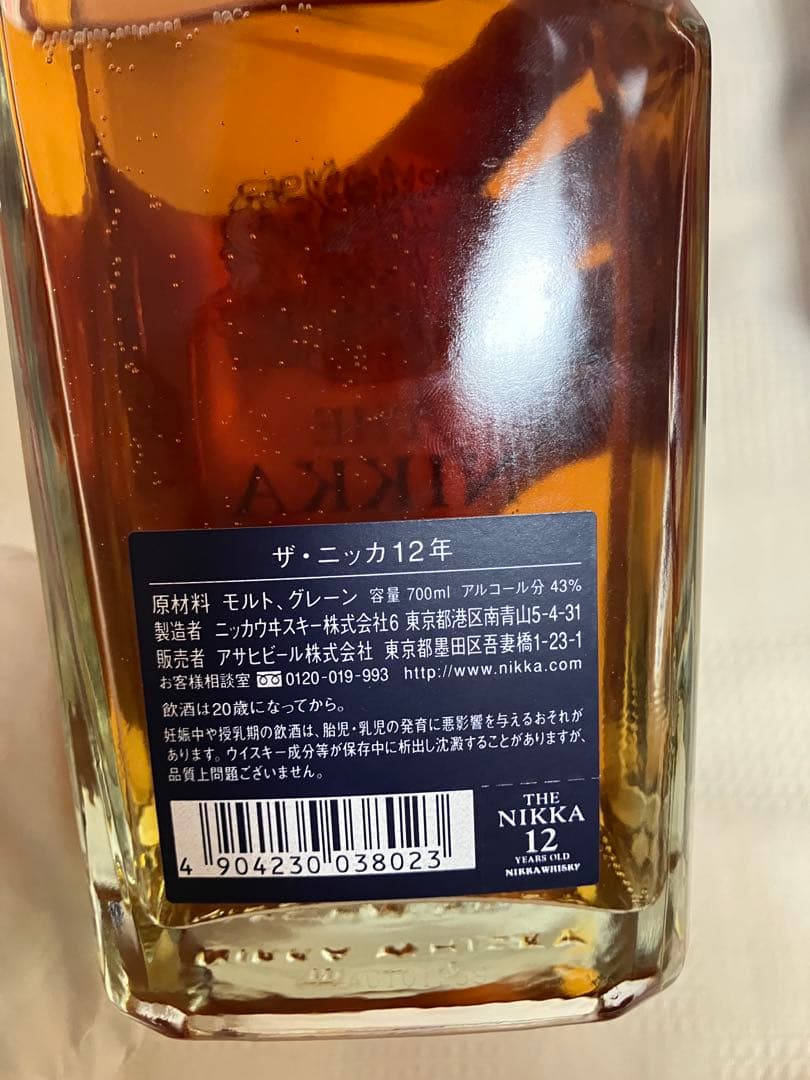 THE
NIKKA
ザ・ニッカ12年
原材料 モルト、グレーン 容量 700ml アルコール分 43%
製造者 ニッカウヰスキー株式会社6 東京都港区南青山5-4-31
販売者 アサヒビール株式会社 東京都墨田区吾妻橋1-23-1
お客様相談室 0120-019-993 http://www.nikka.com
飲酒は20歳になってから。
妊娠中や授乳期の飲酒は、胎児・乳児の発育に悪影響を与えるおそれが
あります。ウイスキー成分等が保存中に析出し沈澱することがありますが、
品質上問題ございません。
4 904230 038023
THE
NIKKA
12
YEARS OLD
NIKKA WHISKY